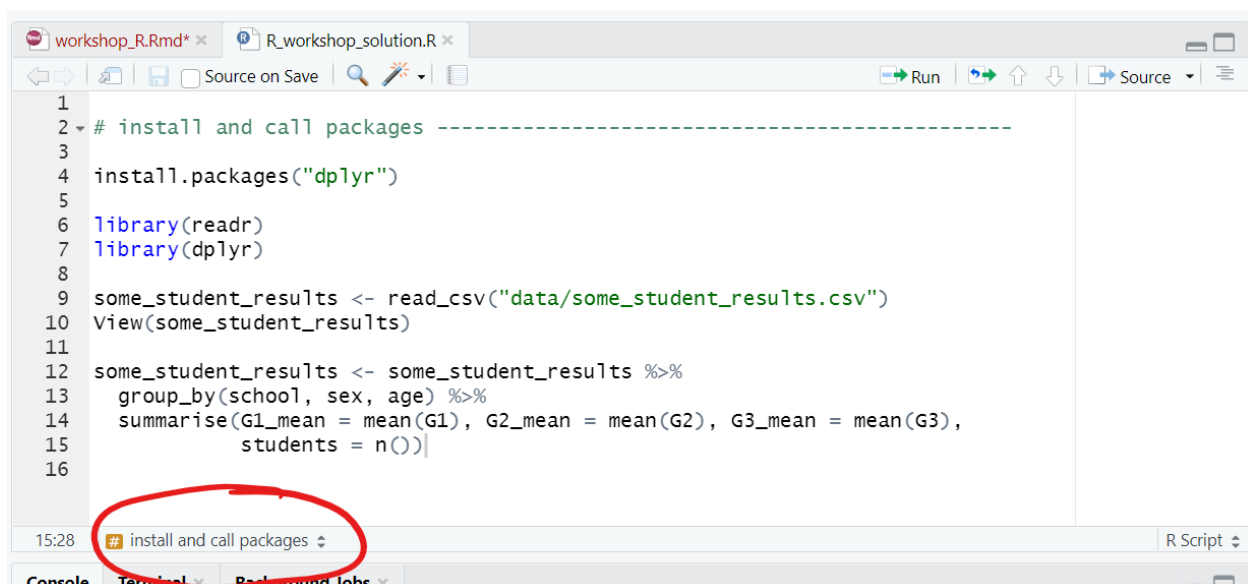 workshop_R.Rmd* × R_workshop_solution.R ×
Source on Save Run Source
1
2 # install and call packages -----------------------------------------------
3
4 install.packages("dplyr")
5
6 library(readr)
7 library(dplyr)
8
9 some_student_results <- read_csv("data/some_student_results.csv")
10 View(some_student_results)
11
12 some_student_results <- some_student_results %>%
13   group_by(school, sex, age) %>%
14   summarise(G1_mean = mean(G1), G2_mean = mean(G2), G3_mean = mean(G3),
15             students = n())
16
15:28 # install and call packages R Script
Console Terminal × Background Jobs ×